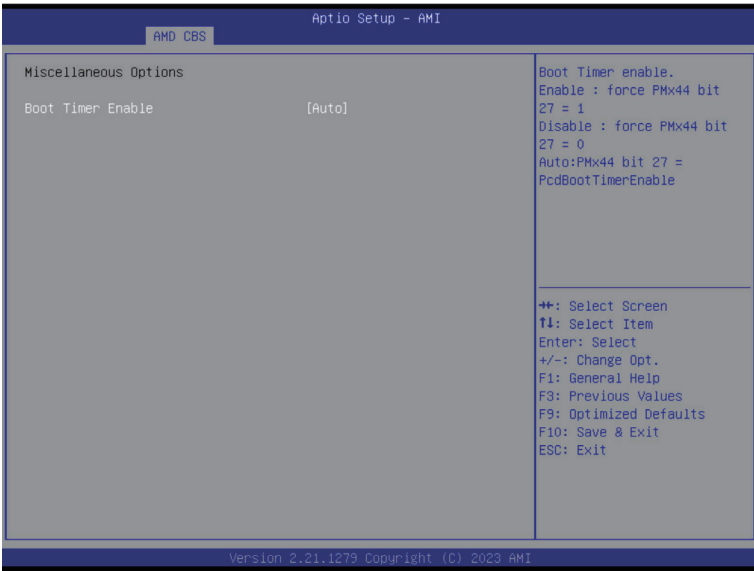 Aptio Setup - AMI
AMD CBS
Miscellaneous Options
Boot Timer Enable [Auto]
Boot Timer enable.
Enable : force PMx44 bit
27 = 1
Disable : force PMx44 bit
27 = 0
Auto:PMx44 bit 27 =
PcdBootTimerEnable
→←: Select Screen
↑↓: Select Item
Enter: Select
+/-: Change Opt.
F1: General Help
F3: Previous Values
F9: Optimized Defaults
F10: Save & Exit
ESC: Exit
Version 2.21.1279 Copyright (C) 2023 AMI